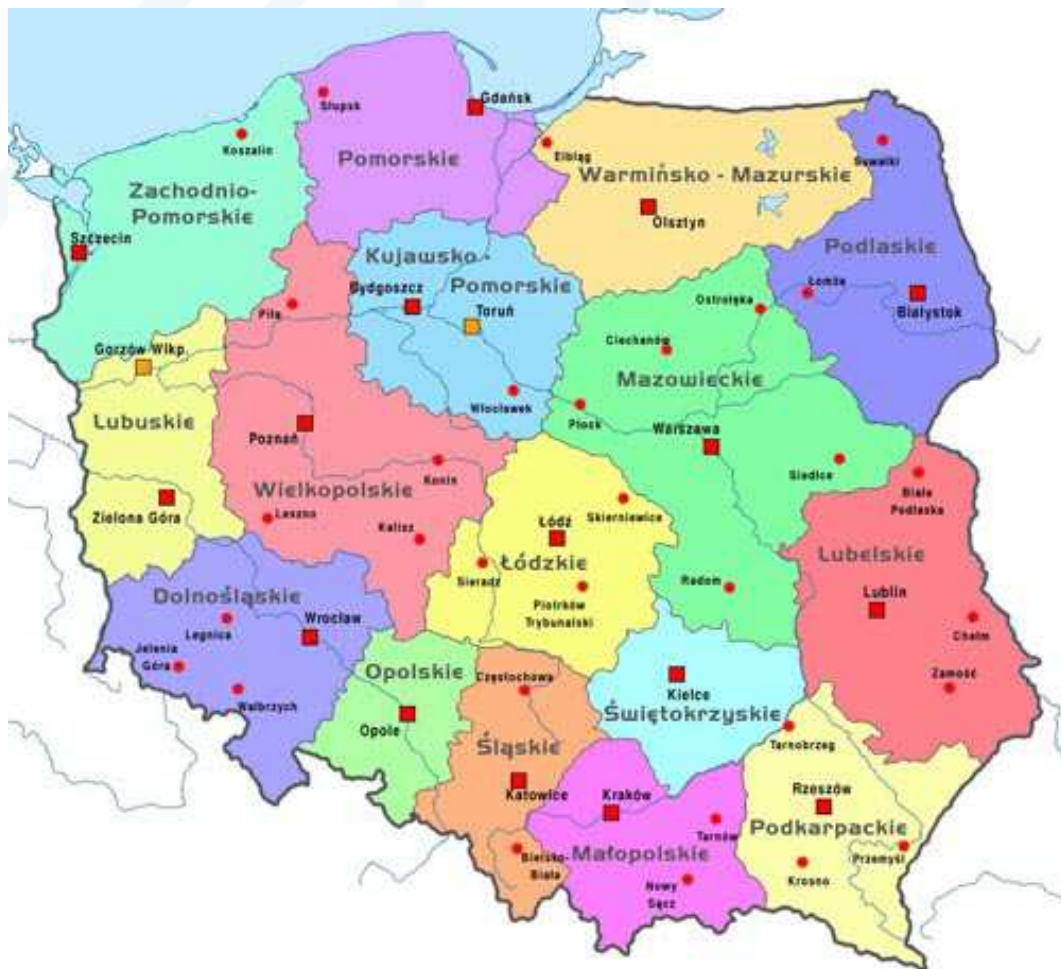 Słupsk
Gdańsk
Koszalin
Pomorskie
Elbląg
Suwałki
Zachodnio-
Pomorskie
Warmińsko - Mazurskie
Olsztyn
Szczecin
Kujawsko -
Pomorskie
Podlaskie
Bydgoszcz
Toruń
Piła
Łomża
Białystok
Ostrołęka
Gorzów Wlkp.
Ciechanów
Mazowieckie
Lubuskie
Włocławek
Płock
Warszawa
Poznań
Siedlce
Konin
Biała
Podlaska
Wielkopolskie
Zielona Góra
Leszno
Kalisz
Łódź
Skierniewice
Łódzkie
Sieradz
Piotrków
Trybunalski
Radom
Lubelskie
Lublin
Dolnośląskie
Legnica
Wrocław
Chełm
Jelenia
Góra
Wałbrzych
Opolskie
Opole
Częstochowa
Kielce
Świętokrzyskie
Zamość
Śląskie
Katowice
Kraków
Tarnobrzeg
Rzeszów
Tarnów
Podkarpackie
Małopolskie
Bielsko-
Biała
Nowy
Sącz
Krosno
Przemyśl